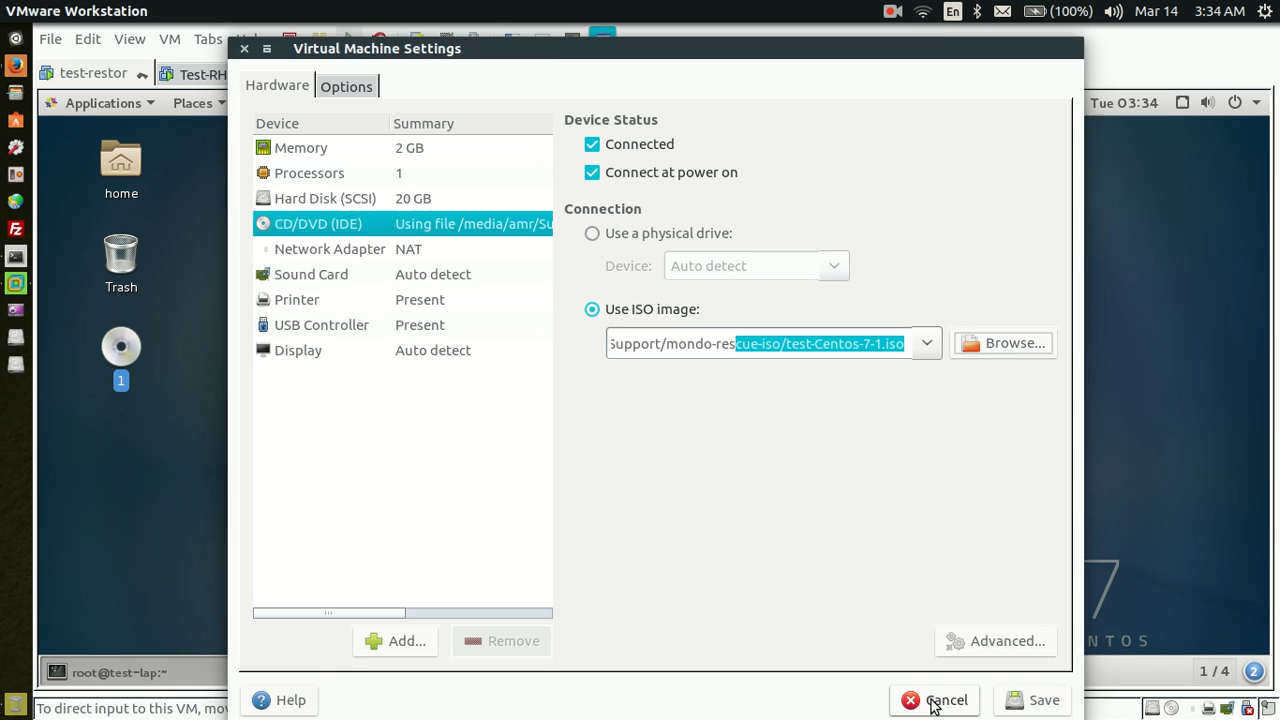 VMware Workstation
En
(100%)
Mar 14
3:34 AM
File Edit View VM Tabs
Virtual Machine Settings
test-restor
Test-RH
Hardware
Options
Applications
Places
Tue 03:34
Device
Summary
Device Status
Memory
2 GB
Connected
Processors
1
Connect at power on
home
Hard Disk (SCSI)
20 GB
Connection
CD/DVD (IDE)
Using file /media/amr/Su
Use a physical drive:
Network Adapter
NAT
Device:
Auto detect
Sound Card
Auto detect
Trash
Printer
Present
Use ISO image:
USB Controller
Present
Support/mondo-rescue-iso/test-Centos-7-1.iso
Browse...
Display
Auto detect
1
7
Add...
Remove
Advanced...
ENTOS
root@test-lap:~
1 / 4
2
Help
Cancel
Save
To direct input to this VM, mov